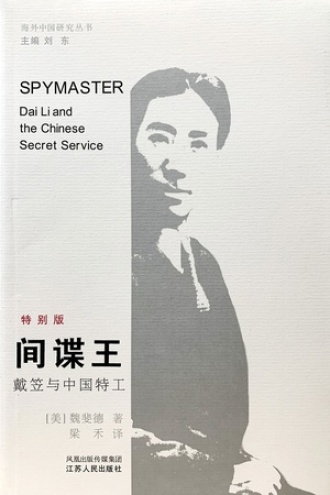 海外中国研究丛书
主编 刘 东
SPYMASTER
Dai Li and
the Chinese
Secret Service
特别版
间谍王
戴笠与中国特工
[美] 魏斐德 著
梁 禾 译
凤凰出版传媒集团
江苏人民出版社